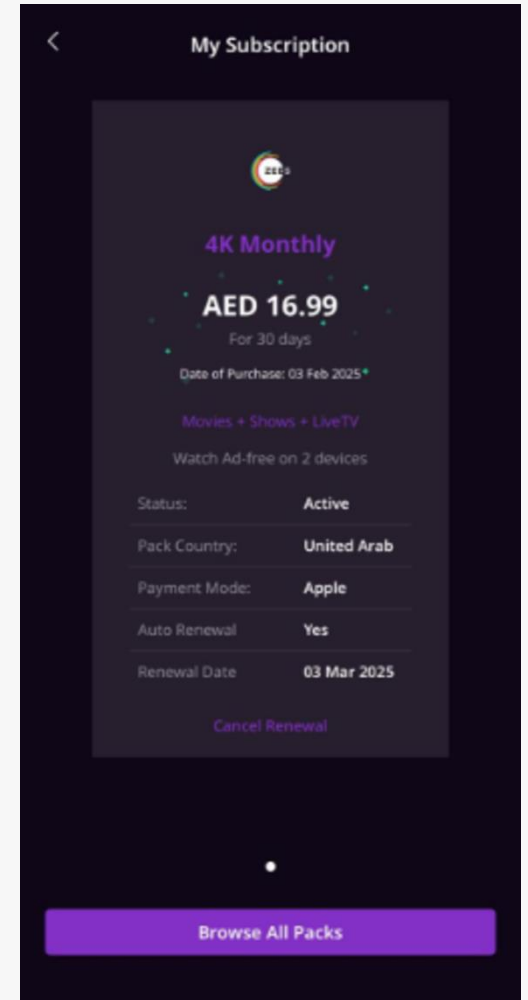 My Subscription
ZEE5
4K Monthly
AED 16.99
For 30 days
Date of Purchase: 03 Feb 2025
Movies + Shows + LiveTV
Watch Ad-free on 2 devices
Status: Active
Pack Country: United Arab
Payment Mode: Apple
Auto Renewal Yes
Renewal Date 03 Mar 2025
Cancel Renewal
Browse All Packs